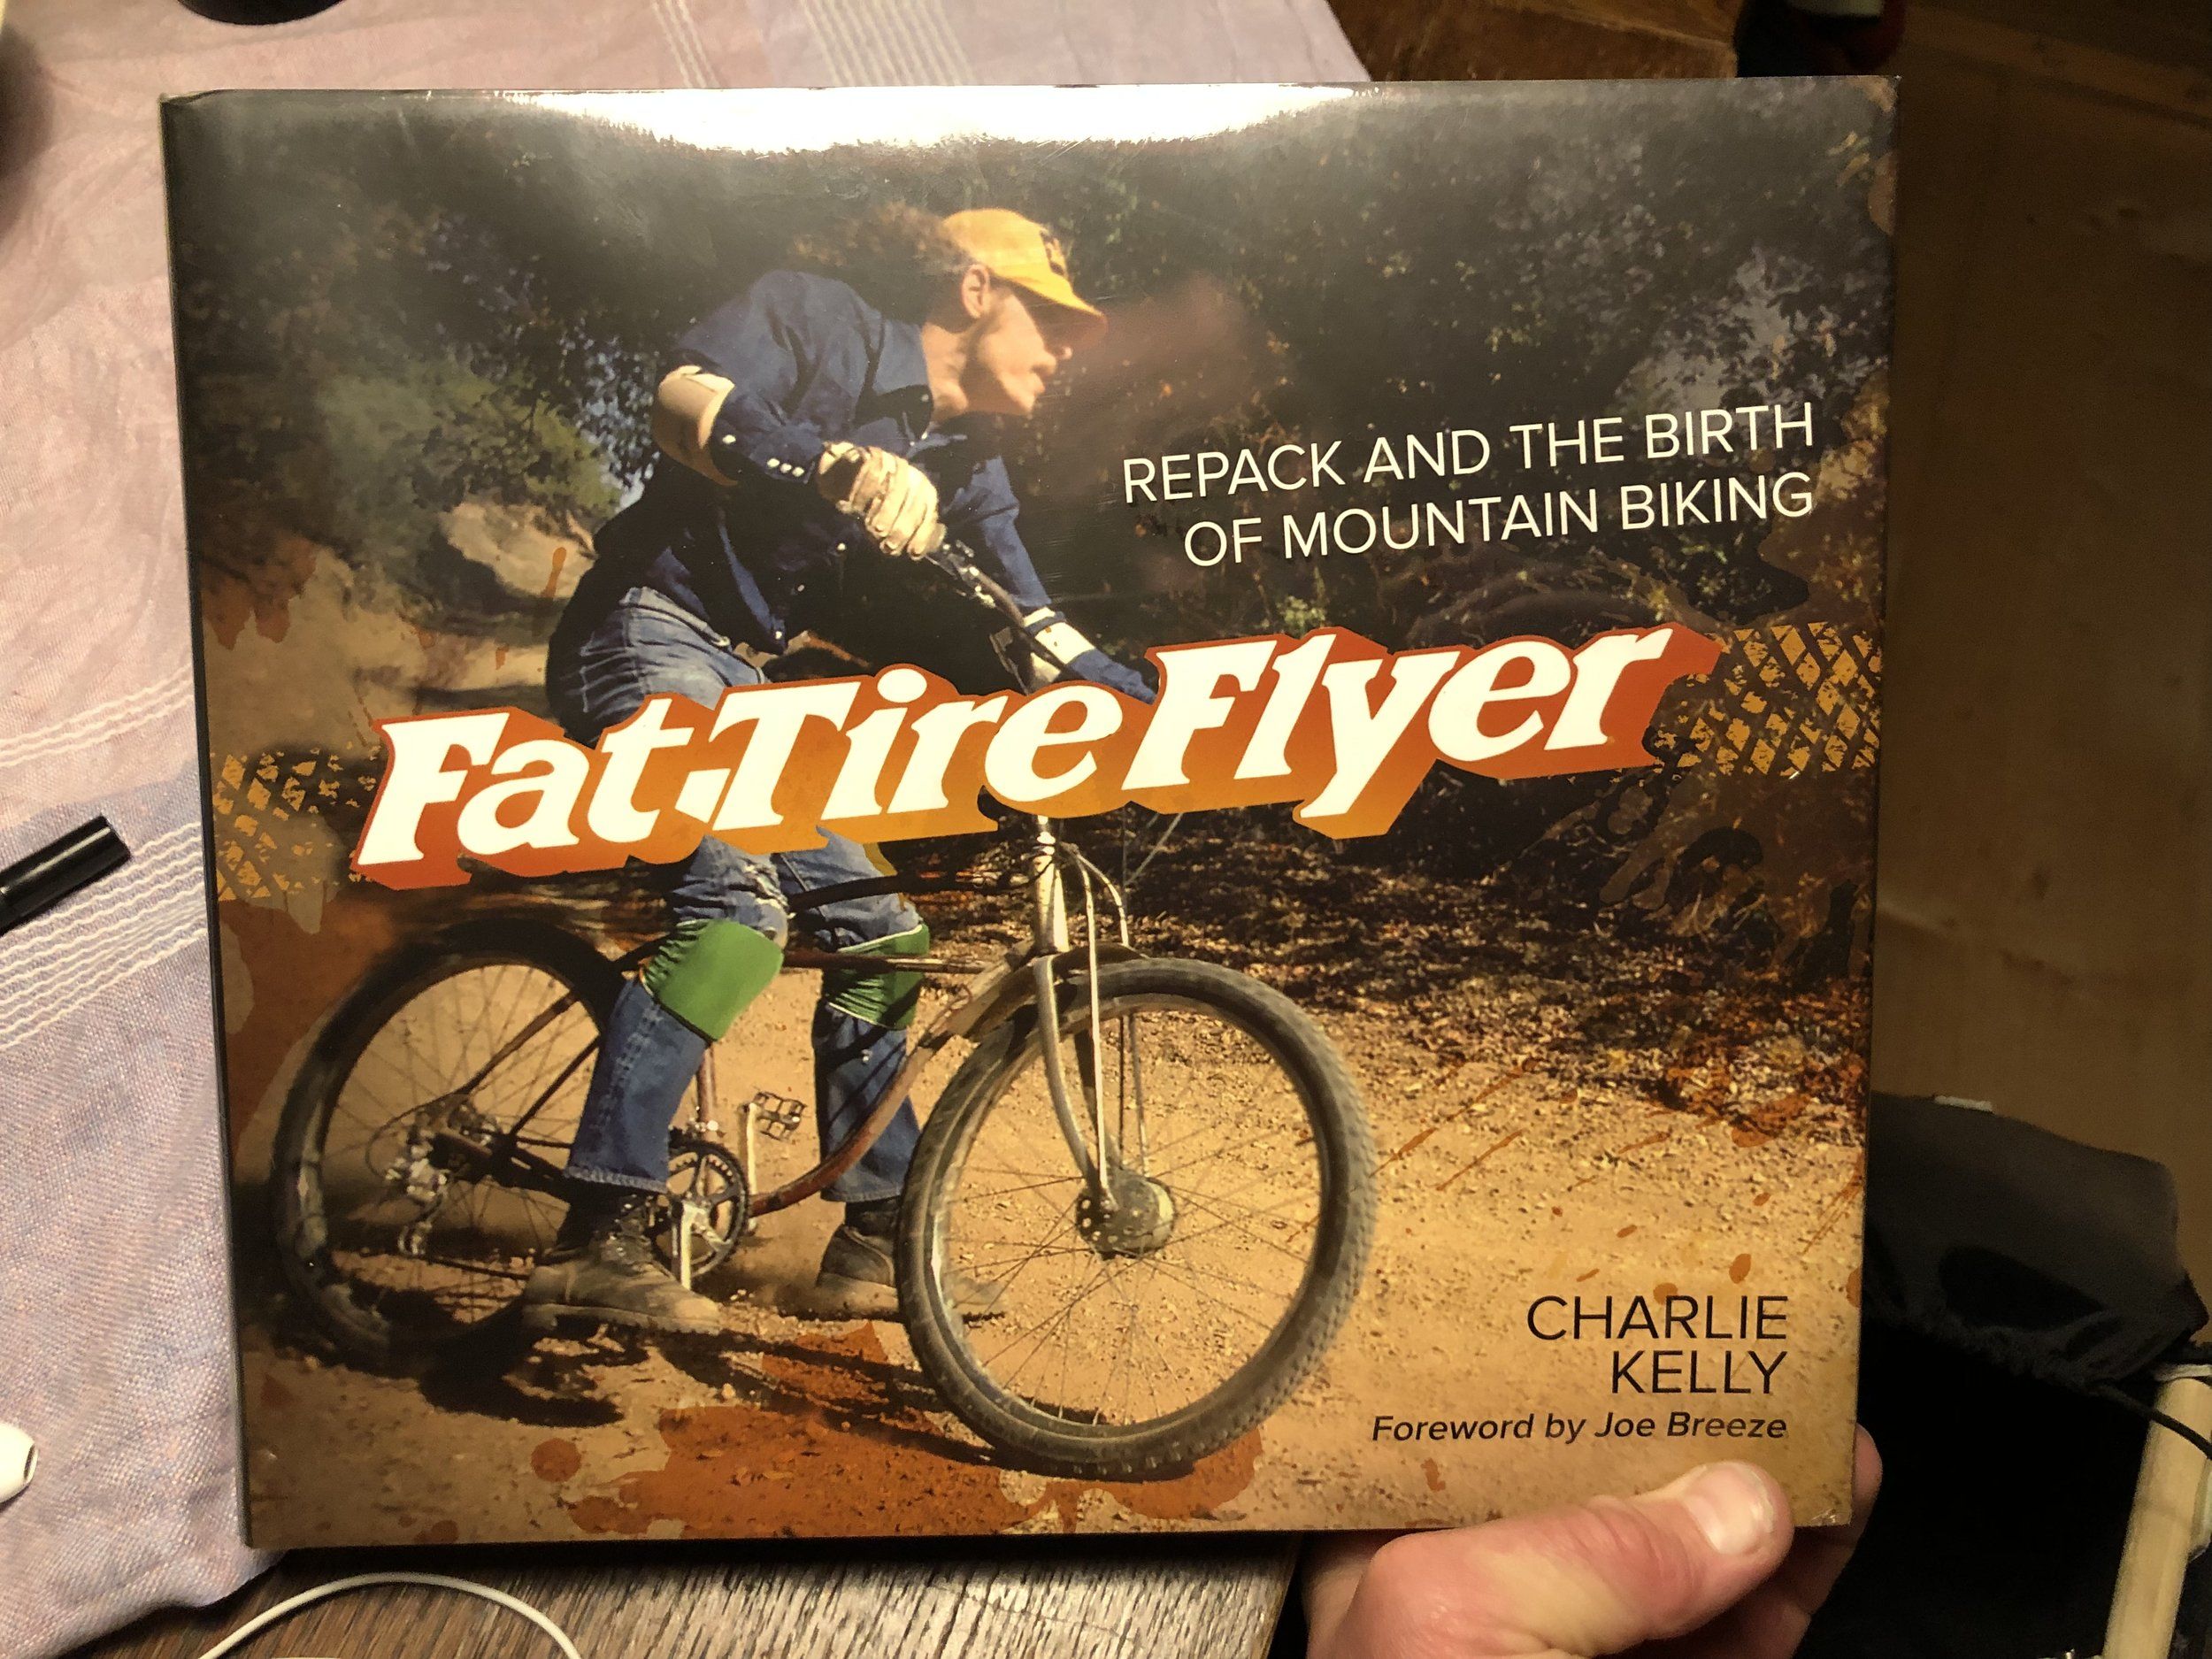 REPACK AND THE BIRTH
OF MOUNTAIN BIKING
Fat Tire Flyer
CHARLIE
KELLY
Foreword by Joe Breeze